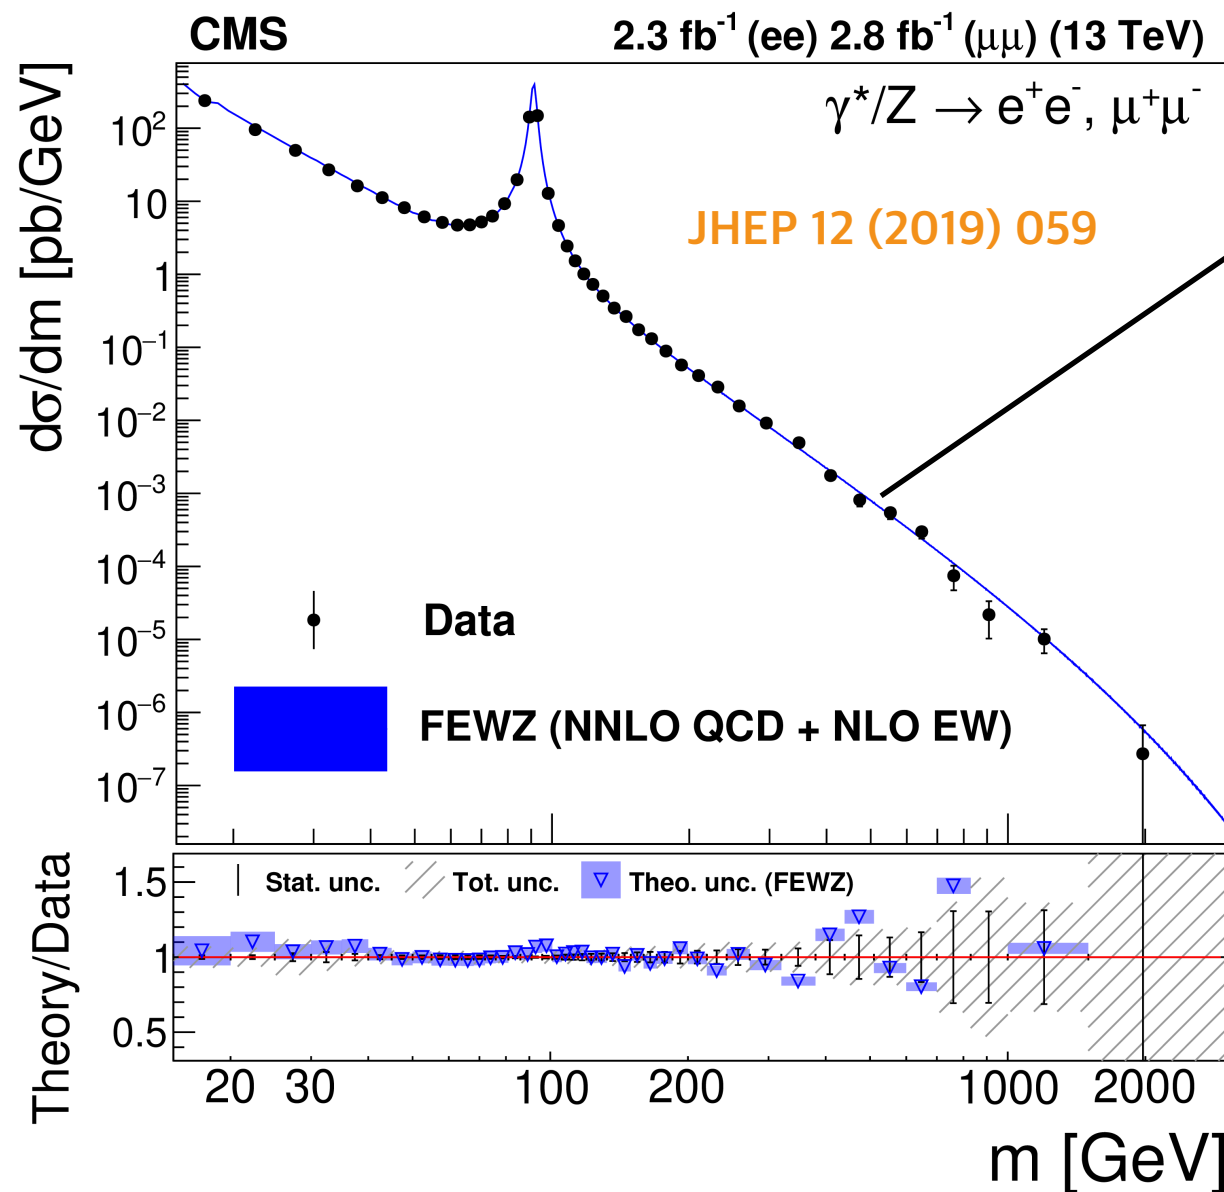 CMS 2.3 fb⁻¹ (ee) 2.8 fb⁻¹ (μμ) (13 TeV)
γ*/Z → e⁺e⁻, μ⁺μ⁻
JHEP 12 (2019) 059
dσ/dm [pb/GeV]
10²
10
1
10⁻¹
10⁻²
10⁻³
10⁻⁴
10⁻⁵
10⁻⁶
10⁻⁷
Data
FEWZ (NNLO QCD + NLO EW)
Theory/Data
1.5
1
0.5
Stat. unc. Tot. unc. Theo. unc. (FEWZ)
20 30 100 200 1000 2000
m [GeV]